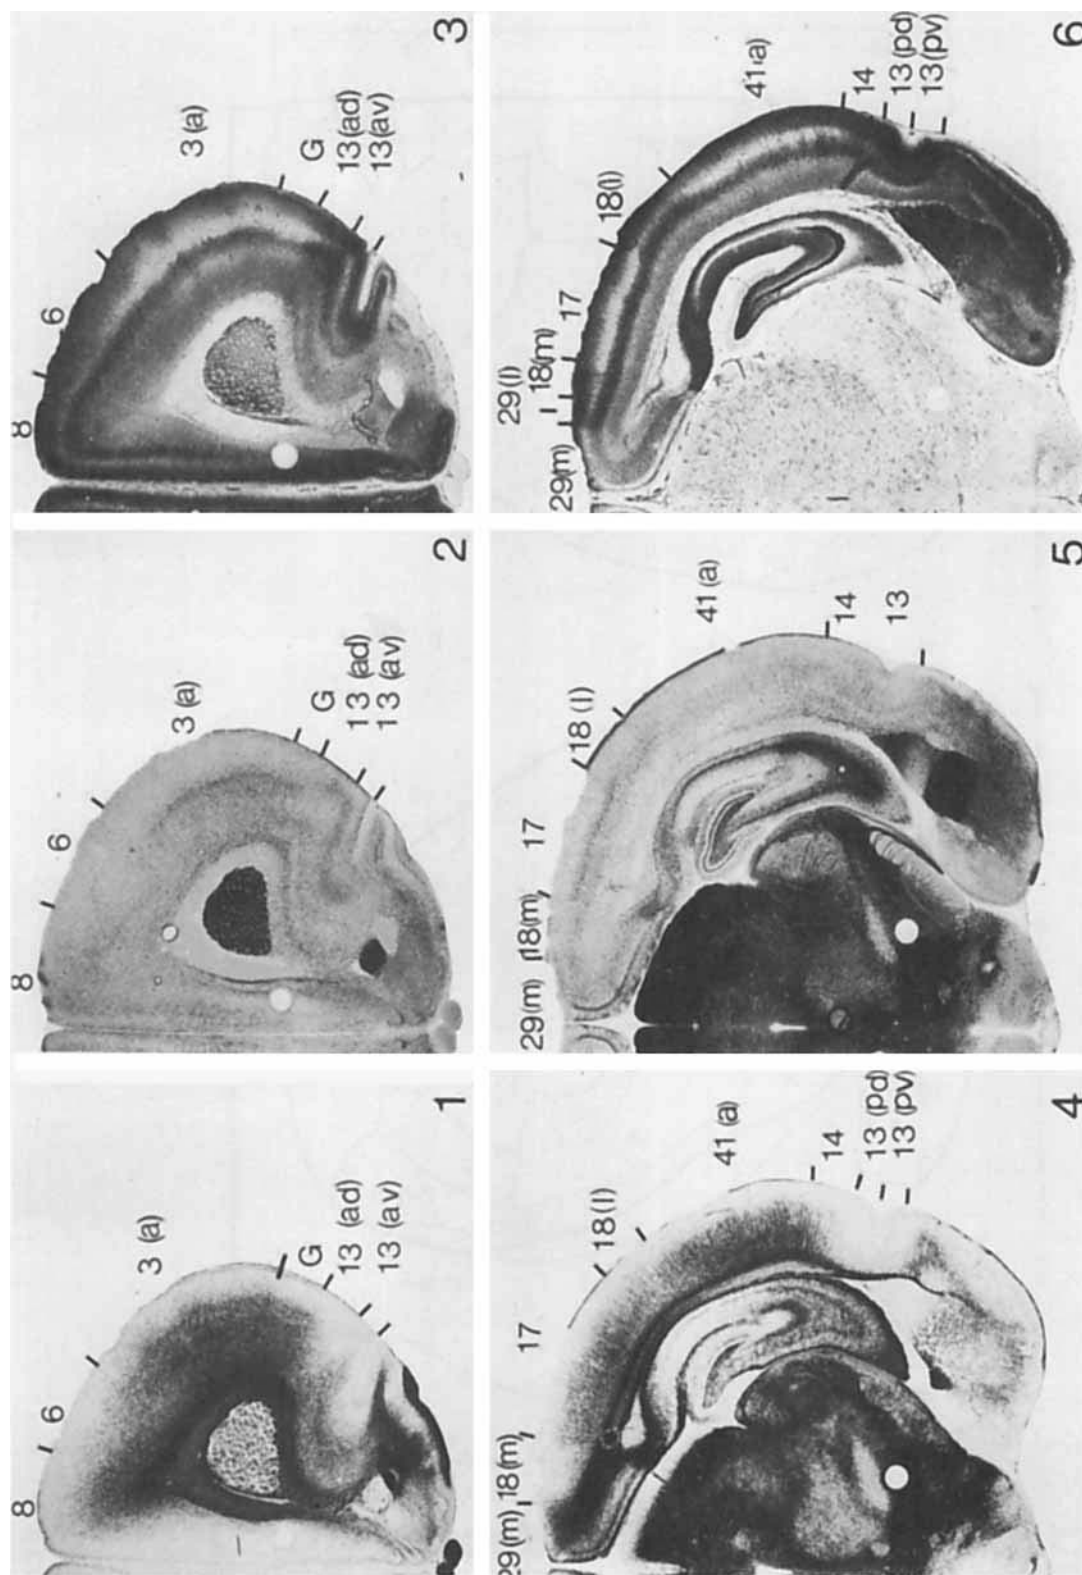 8
6
3 (a)
G
13 (ad)
13 (av)
1
8
6
3 (a)
G
13 (ad)
13 (av)
2
8
6
3 (a)
G
13 (ad)
13 (av)
3
29(m)
18(m)
17
18(l)
41 (a)
14
13 (pd)
13 (pv)
4
29(m)
18(m)
17
18 (l)
41 (a)
14
13
5
29(m)
29(l)
18(m)
17
18(l)
41(a)
14
13(pd)
13(pv)
6